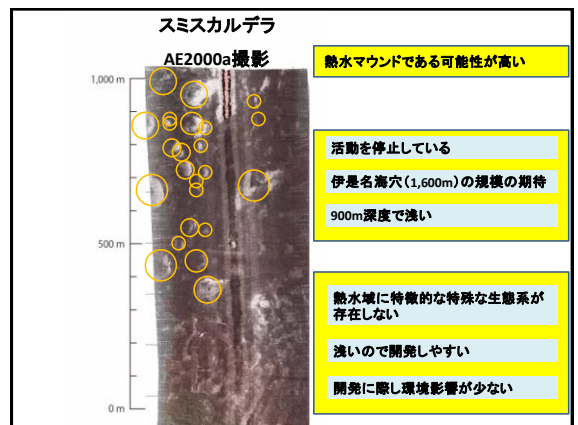 スミスカルデラ
AE2000a撮影
1,000 m
500 m
0 m
熱水マウンドである可能性が高い
活動を停止している
伊是名海穴（1,600m）の規模の期待
900m深度で浅い
熱水域に特徴的な特殊な生態系が
存在しない
浅いので開発しやすい
開発に際し環境影響が少ない